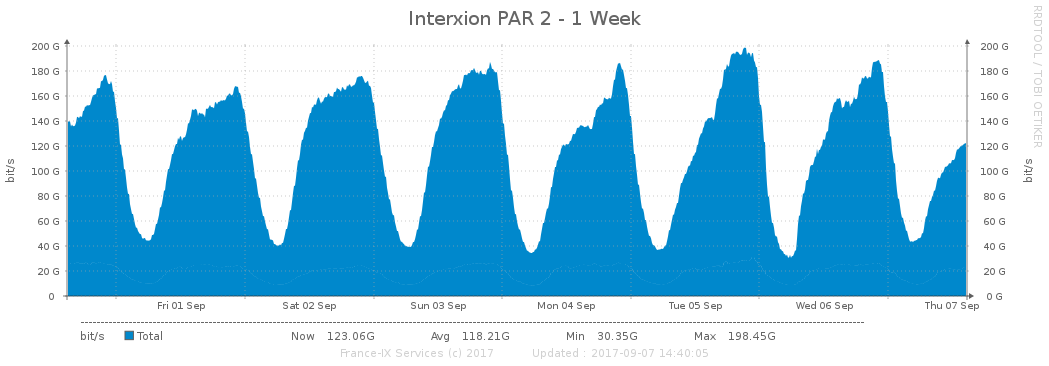 Interxion PAR 2 - 1 Week
RRDTOOL / TOBI OETIKER
200 G 200 G
180 G 180 G
160 G 160 G
140 G 140 G
120 G 120 G
100 G 100 G
80 G 80 G
60 G 60 G
40 G 40 G
20 G 20 G
0 0 G
bit/s bit/s
Fri 01 Sep Sat 02 Sep Sun 03 Sep Mon 04 Sep Tue 05 Sep Wed 06 Sep Thu 07 Sep
bit/s Total Now 123.06G Avg 118.21G Min 30.35G Max 198.45G
France-IX Services (c) 2017 Updated : 2017-09-07 14:40:05